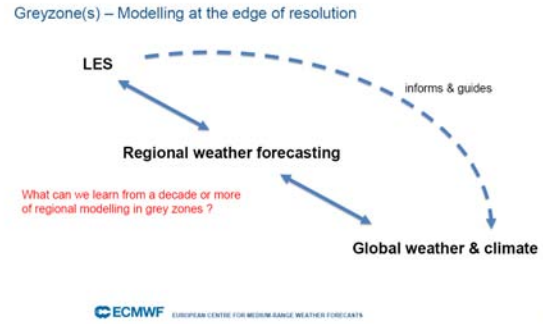 Greyzone(s) – Modelling at the edge of resolution
LES
informs & guides
Regional weather forecasting
What can we learn from a decade or more
of regional modelling in grey zones ?
Global weather & climate
ECMWF EUROPEAN CENTRE FOR MEDIUM-RANGE WEATHER FORECASTS